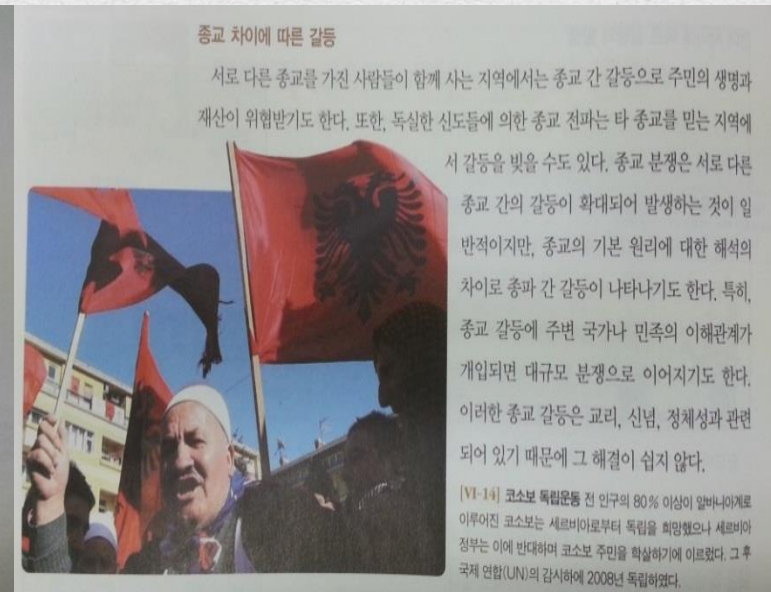 종교 차이에 따른 갈등
서로 다른 종교를 가진 사람들이 함께 사는 지역에서는 종교 간 갈등으로 주민의 생명과
재산이 위협받기도 한다. 또한, 독실한 신도들에 의한 종교 전파는 타 종교를 믿는 지역에
서 갈등을 빚을 수도 있다. 종교 분쟁은 서로 다른
종교 간의 갈등이 확대되어 발생하는 것이 일
반적이지만, 종교의 기본 원리에 대한 해석의
차이로 종파 간 갈등이 나타나기도 한다. 특히,
종교 갈등에 주변 국가나 민족의 이해관계가
개입되면 대규모 분쟁으로 이어지기도 한다.
이러한 종교 갈등은 교리, 신념, 정체성과 관련
되어 있기 때문에 그 해결이 쉽지 않다.
[VI-14] 코소보 독립운동 전 인구의 80% 이상이 알바니아계로
이루어진 코소보는 세르비아로부터 독립을 희망했으나 세르비아
정부는 이에 반대하며 코소보 주민을 학살하기에 이르렀다. 그 후
국제 연합(UN)의 감시하에 2008년 독립하였다.